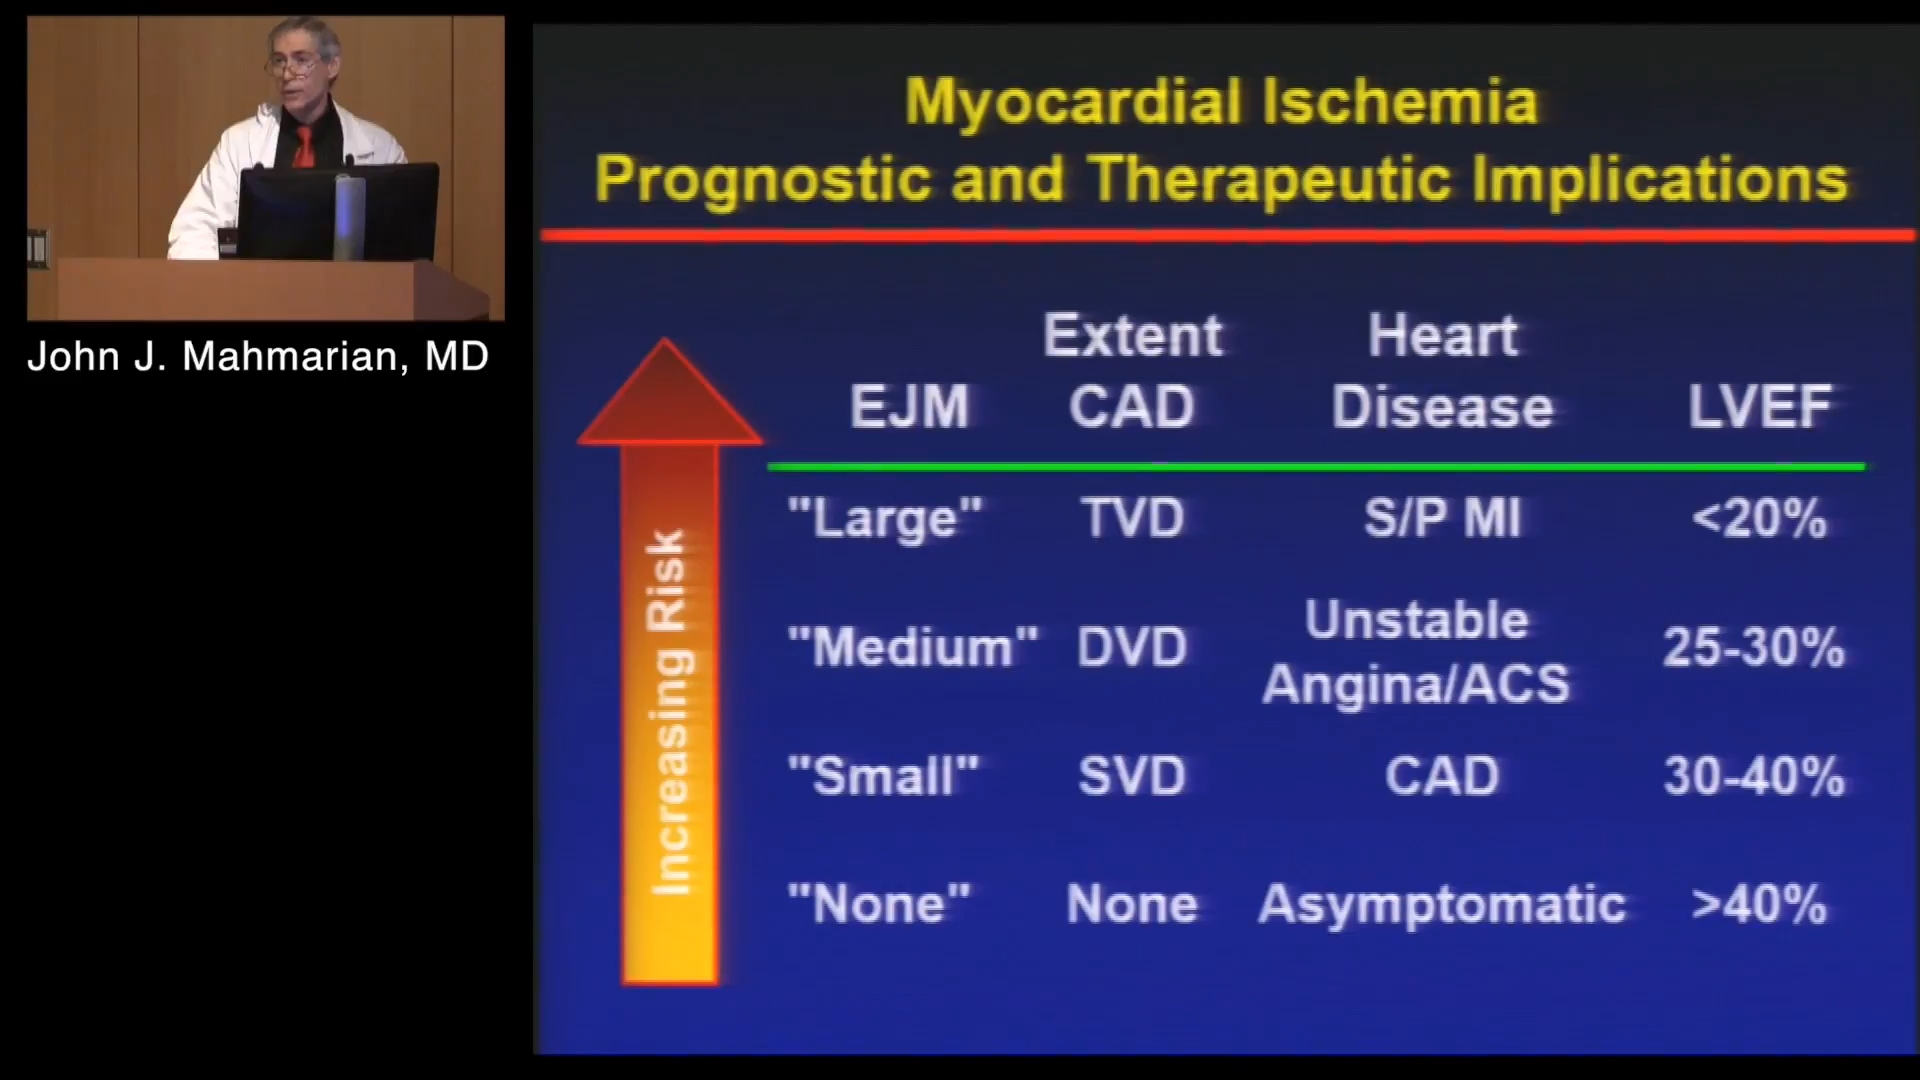 John J. Mahmarian, MD
Myocardial Ischemia
Prognostic and Therapeutic Implications
Increasing Risk
EJM Extent CAD Heart Disease LVEF
"Large" TVD S/P MI <20%
"Medium" DVD Unstable Angina/ACS 25-30%
"Small" SVD CAD 30-40%
"None" None Asymptomatic >40%